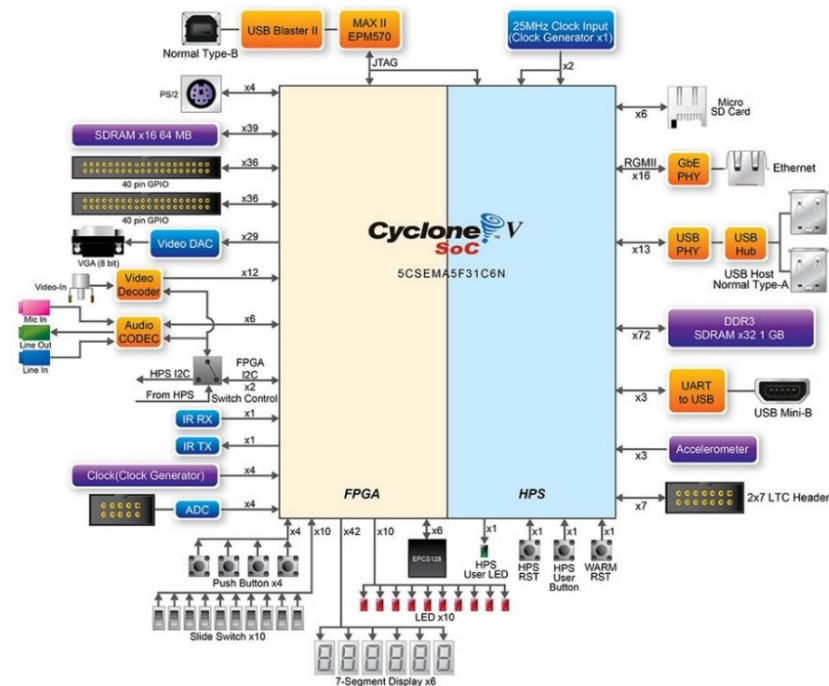 Normal Type-B
USB Blaster II
MAX II
EPM570
25MHz Clock Input
(Clock Generator x1)
JTAG
x2
PS/2
x4
x6
Micro
SD Card
SDRAM x16 64 MB
x39
x36
40 pin GPIO
RGMII
x16
GbE
PHY
Ethernet
x36
40 pin GPIO
Cyclone V
SoC
5CSEMA5F31C6N
VGA (8 bit)
Video DAC
x29
x13
USB
PHY
USB
Hub
USB Host
Normal Type-A
Video-In
Video
Decoder
x12
Mic In
Line Out
Line In
Audio
CODEC
x6
x72
DDR3
SDRAM x32 1 GB
HPS I2C
From HPS
FPGA
I2C
x2
Switch Control
x3
UART
to USB
USB Mini-B
IR RX
x1
IR TX
x1
x3
Accelerometer
Clock(Clock Generator)
x4
ADC
x4
FPGA
HPS
x7
2x7 LTC Header
x4
x10
x42
x10
x6
x1
x1
x1
x1
EPCS128
HPS
User LED
HPS
RST
HPS
User
Button
WARM
RST
Push Button x4
LED x10
Slide Switch x10
7-Segment Display x6